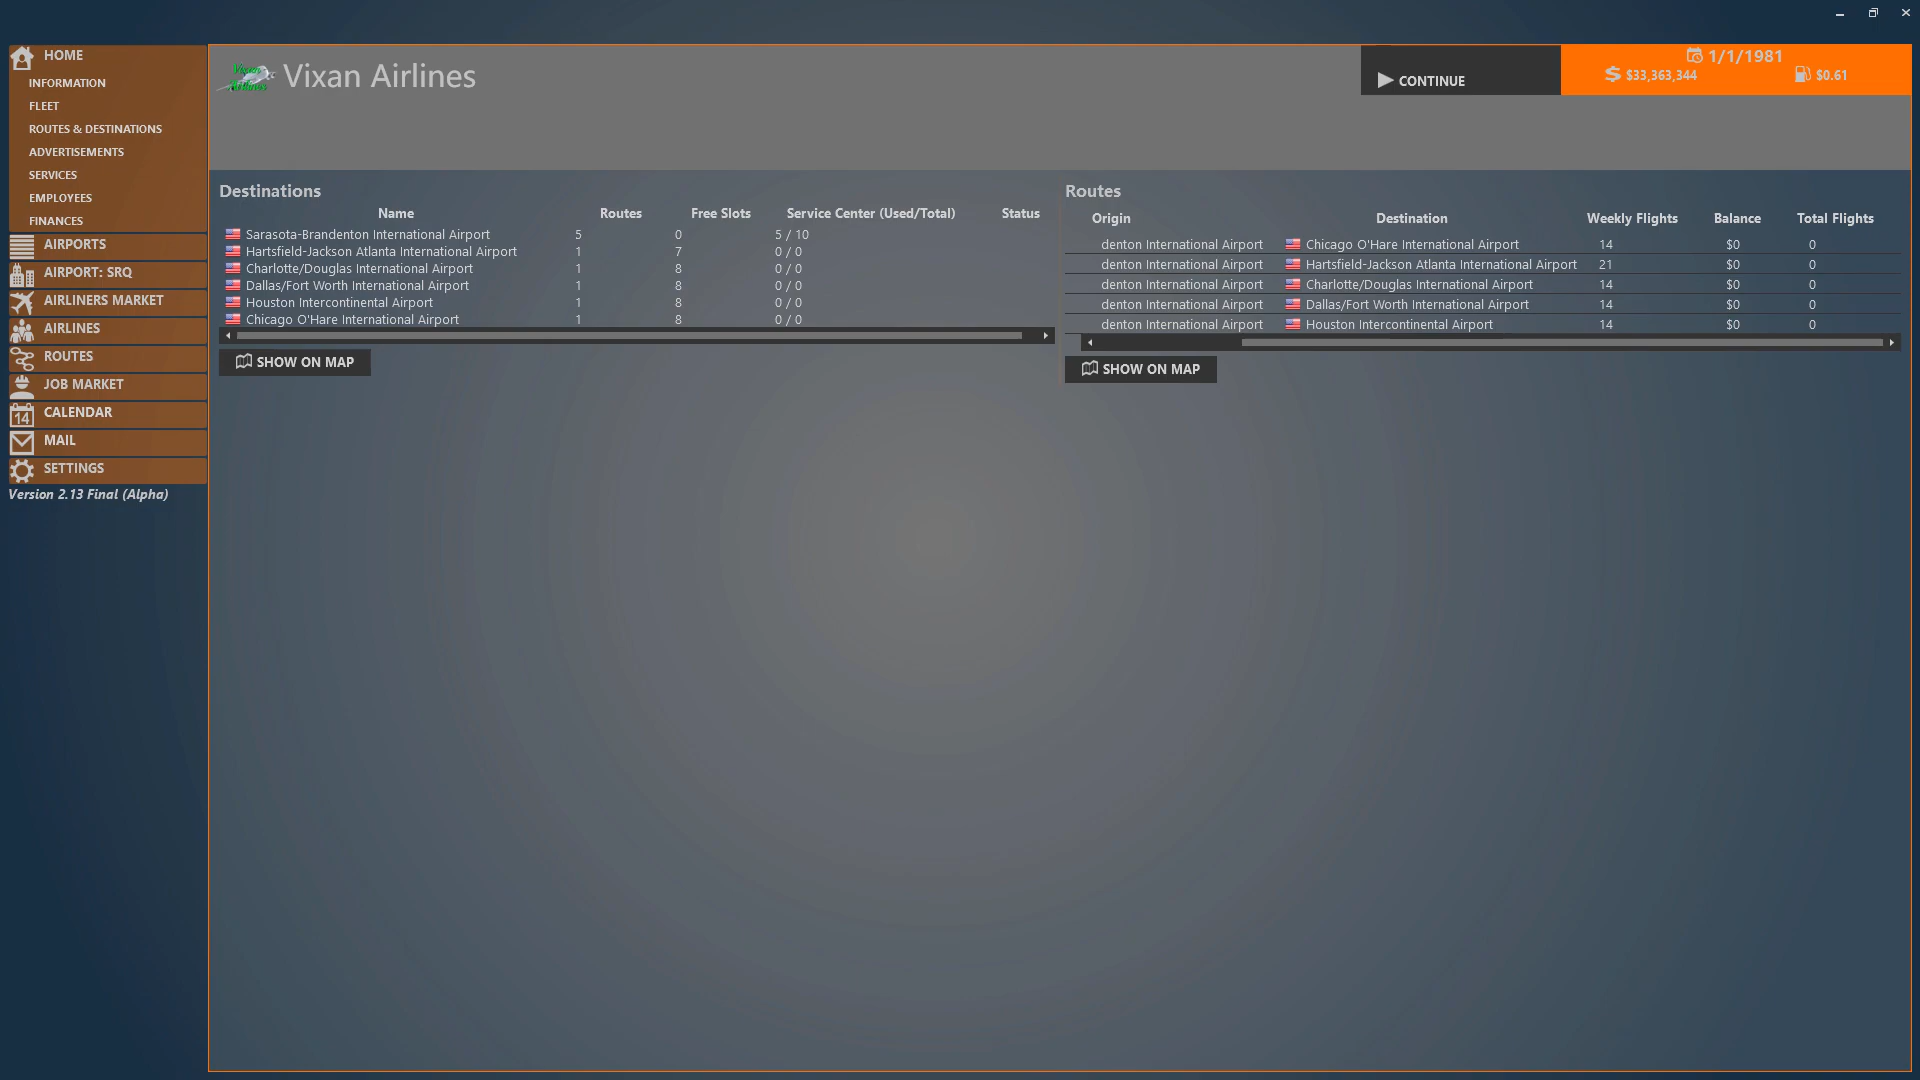 HOME
INFORMATION
FLEET
ROUTES & DESTINATIONS
ADVERTISEMENTS
SERVICES
EMPLOYEES
FINANCES
AIRPORTS
AIRPORT: SRQ
AIRLINERS MARKET
AIRLINES
ROUTES
JOB MARKET
14 CALENDAR
MAIL
SETTINGS
Version 2.13 Final (Alpha)
Vixan
Airlines
Vixan Airlines
CONTINUE
1/1/1981
$33,363,344 $0.61
Destinations
Name Routes Free Slots Service Center (Used/Total) Status
Sarasota-Brandenton International Airport 5 0 5 / 10
Hartsfield-Jackson Atlanta International Airport 1 7 0 / 0
Charlotte/Douglas International Airport 1 8 0 / 0
Dallas/Fort Worth International Airport 1 8 0 / 0
Houston Intercontinental Airport 1 8 0 / 0
Chicago O'Hare International Airport 1 8 0 / 0
SHOW ON MAP
Routes
Origin Destination Weekly Flights Balance Total Flights
denton International Airport Chicago O'Hare International Airport 14 $0 0
denton International Airport Hartsfield-Jackson Atlanta International Airport 21 $0 0
denton International Airport Charlotte/Douglas International Airport 14 $0 0
denton International Airport Dallas/Fort Worth International Airport 14 $0 0
denton International Airport Houston Intercontinental Airport 14 $0 0
SHOW ON MAP